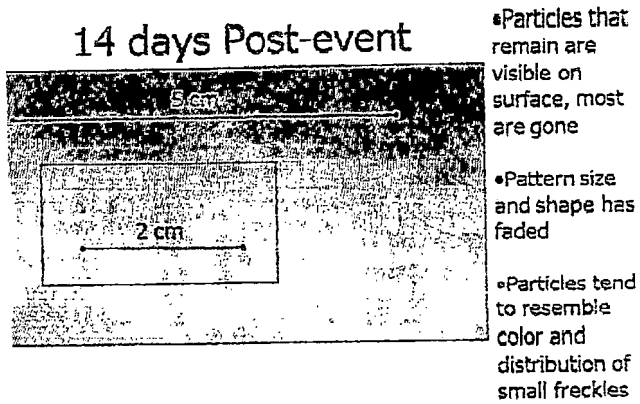 14 days Post-event
5 cm
2 cm
•Particles that
remain are
visible on
surface, most
are gone
•Pattern size
and shape has
faded
•Particles tend
to resemble
color and
distribution of
small freckles